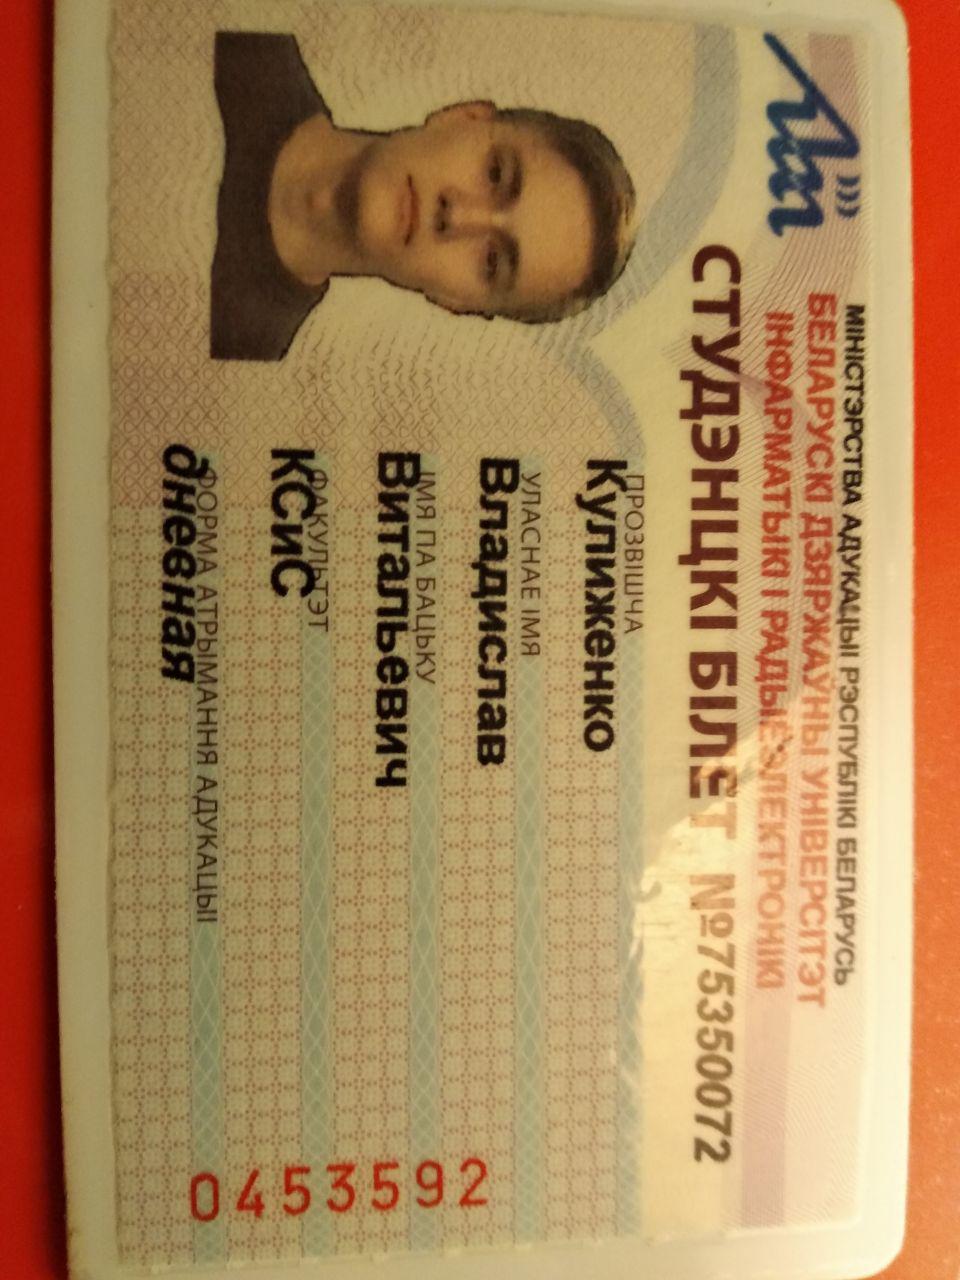 МІНІСТЭРСТВА АДУКАЦЫІ РЭСПУБЛІКІ БЕЛАРУСЬ
БЕЛАРУСКІ ДЗЯРЖАЎНЫ УНІВЕРСІТЭТ
ІНФАРМАТЫКІ І РАДЫЁЭЛЕКТРОНІКІ
СТУДЭНЦКІ БІЛЕТ №75350072
ПРОЗВІШЧА
Кулиженко
УЛАСНАЕ ІМЯ
Владислав
ІМЯ ПА БАЦЬКУ
Витальевич
ФАКУЛЬТЭТ
КСиС
ФОРМА АТРЫМАННЯ АДУКАЦЫІ
дневная
0453592